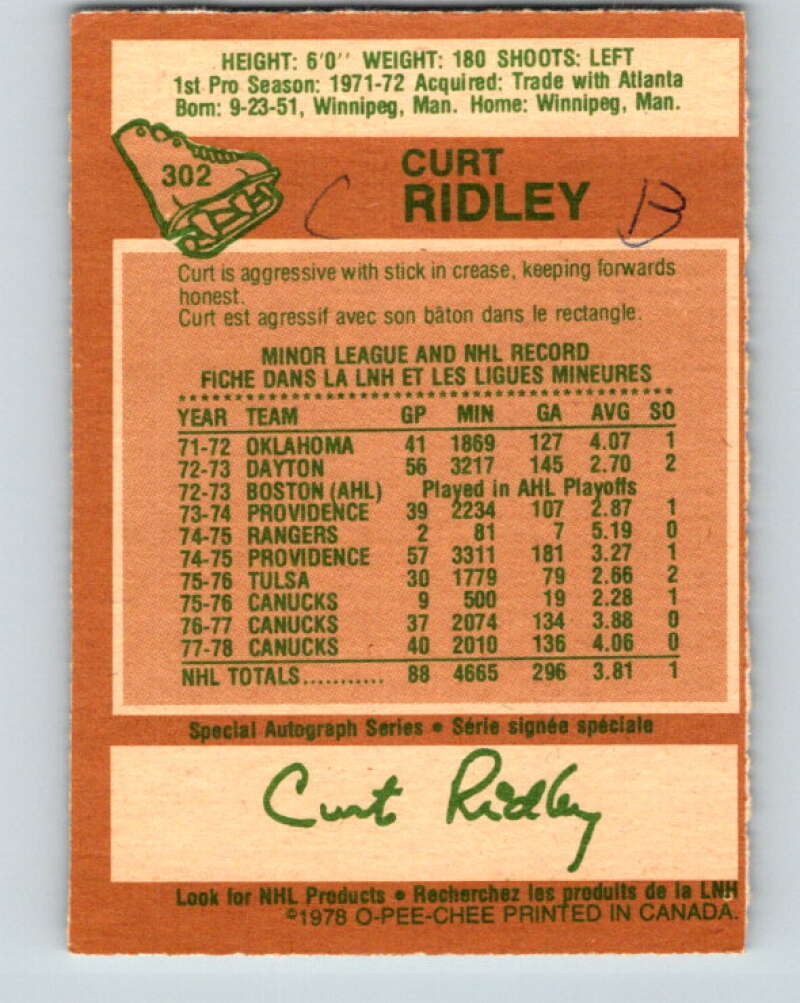 HEIGHT: 6'0'' WEIGHT: 180 SHOOTS: LEFT
1st Pro Season: 1971-72 Acquired: Trade with Atlanta
Born: 9-23-51, Winnipeg, Man. Home: Winnipeg, Man.
302
CURT
RIDLEY
C B
Curt is aggressive with stick in crease, keeping forwards
honest.
Curt est agressif avec son bâton dans le rectangle.
MINOR LEAGUE AND NHL RECORD
FICHE DANS LA LNH ET LES LIGUES MINEURES
YEAR TEAM GP MIN GA AVG SO
71-72 OKLAHOMA 41 1869 127 4.07 1
72-73 DAYTON 56 3217 145 2.70 2
72-73 BOSTON (AHL) Played in AHL Playoffs
73-74 PROVIDENCE 39 2234 107 2.87 1
74-75 RANGERS 2 81 7 5.19 0
74-75 PROVIDENCE 57 3311 181 3.27 1
75-76 TULSA 30 1779 79 2.66 2
75-76 CANUCKS 9 500 19 2.28 1
76-77 CANUCKS 37 2074 134 3.88 0
77-78 CANUCKS 40 2010 136 4.06 0
NHL TOTALS........... 88 4665 296 3.81 1
Special Autograph Series • Série signée spéciale
Curt Ridley
Look for NHL Products • Recherchez les produits de la LNH
©1978 O-PEE-CHEE PRINTED IN CANADA.